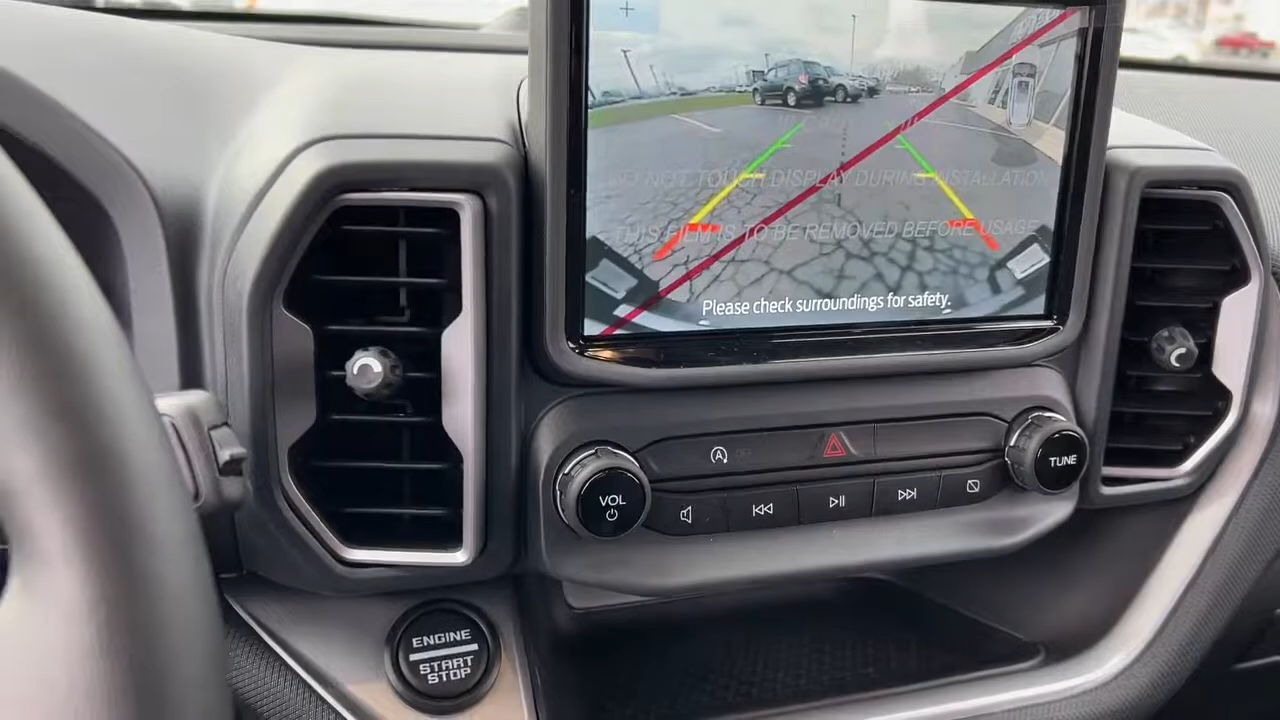 DO NOT TOUCH DISPLAY DURING INSTALLATION
THIS FILM IS TO BE REMOVED BEFORE USAGE
Please check surroundings for safety.
A OFF
VOL
TUNE
ENGINE
START
STOP